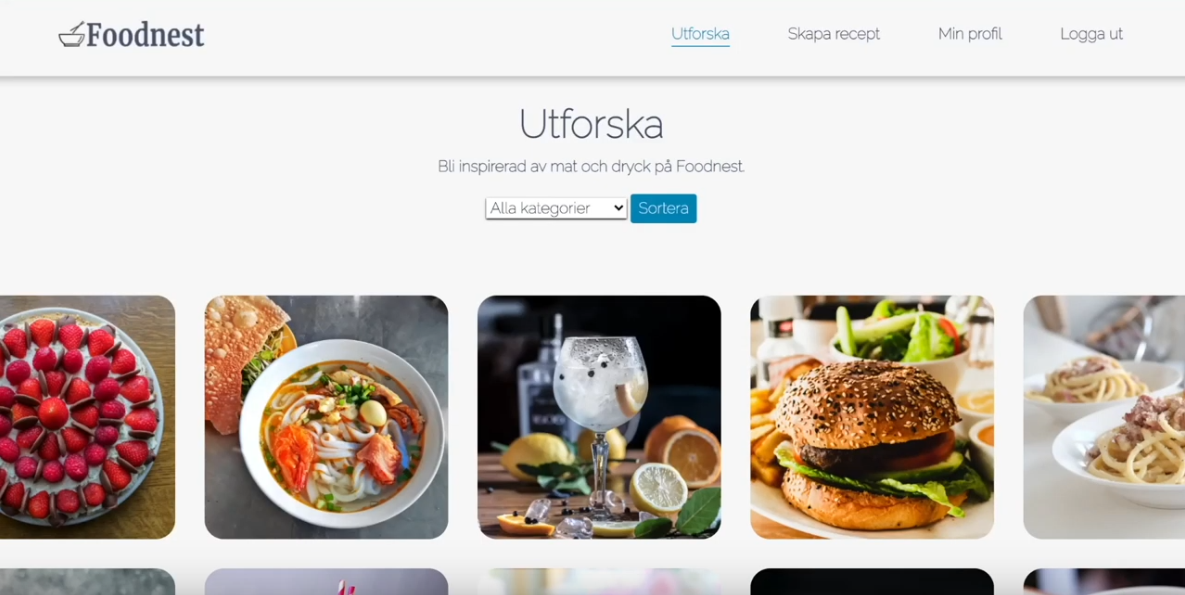 Foodnest
Utforska
Skapa recept
Min profil
Logga ut
Utforska
Bli inspirerad av mat och dryck på Foodnest.
Alla kategorier
Sortera